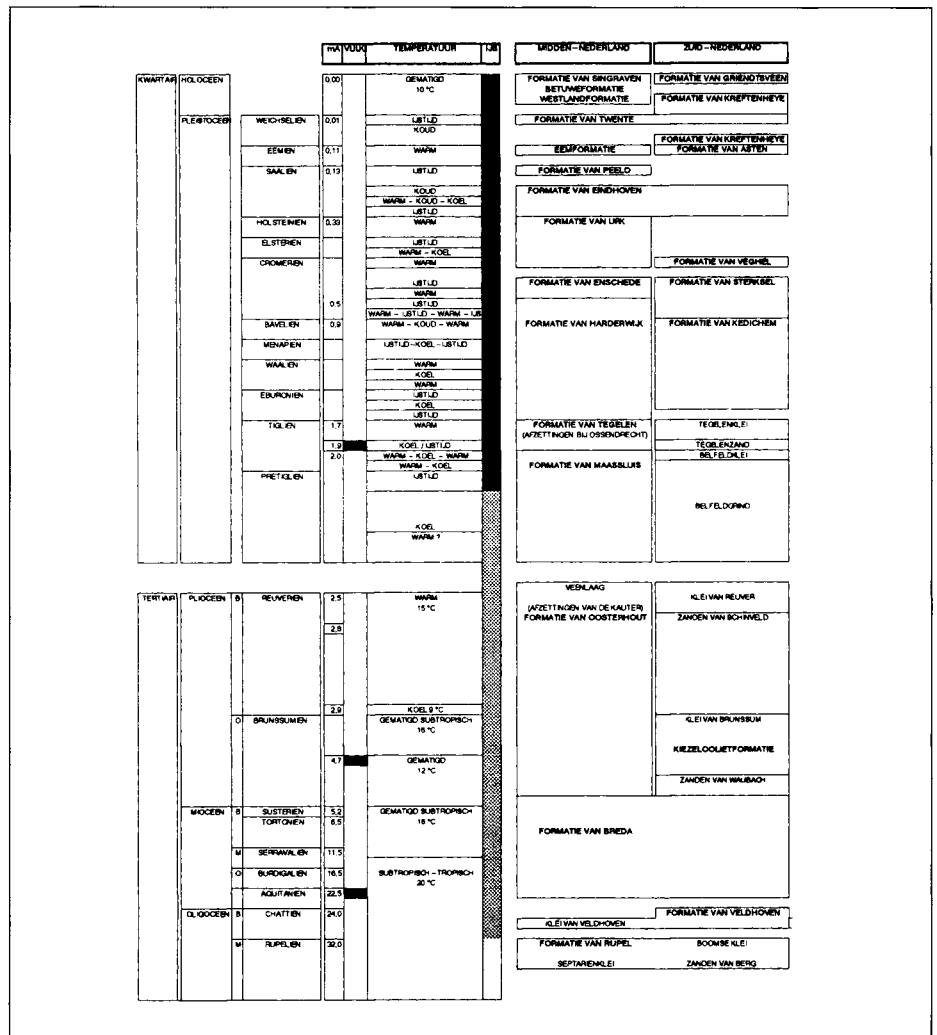 mA VUUR TEMPERATUUR IJS MIDDEN – NEDERLAND ZUID – NEDERLAND
KWARTAIR HOLOCEEN 0,00 GEMATIGD FORMATIE VAN SINGRAVEN FORMATIE VAN GRIENDTSVEEN
10 °C BETUWEFORMATIE
WESTLANDFORMATIE FORMATIE VAN KREFTENHEYE
PLEISTOCEEN WEICHSELIEN 0,01 IJSTIJD FORMATIE VAN TWENTE
KOUD
FORMATIE VAN KREFTENHEYE
EEMIEN 0,11 WARM EEMFORMATIE FORMATIE VAN ASTEN
SAALIEN 0,13 IJSTIJD FORMATIE VAN PEELO
KOUD FORMATIE VAN EINDHOVEN
WARM – KOUD – KOEL
IJSTIJD
HOLSTEINIEN 0,33 WARM FORMATIE VAN URK
ELSTERIEN IJSTIJD
WARM – KOEL
CROMERIEN WARM FORMATIE VAN VEGHEL
IJSTIJD FORMATIE VAN ENSCHEDE FORMATIE VAN STERKSEL
WARM
0,5 IJSTIJD
WARM – IJSTIJD – WARM – IJS
BAVELIEN 0,9 WARM – KOUD – WARM FORMATIE VAN HARDERWIJK FORMATIE VAN KEDICHEM
MENAPIEN IJSTIJD–KOEL–IJSTIJD
WAALIEN WARM
KOEL
WARM
EBURONIEN IJSTIJD
KOEL
IJSTIJD
TIGLIEN 1,7 WARM FORMATIE VAN TEGELEN TEGELENKLEI
(AFZETTINGEN BIJ OSSENDRECHT)
1,9 KOEL / IJSTIJD TEGELENZAND
2,0 WARM – KOEL – WARM BELFELDKLEI
WARM – KOEL FORMATIE VAN MAASSLUIS
PRETIGLIEN IJSTIJD
BELFELDGRIND
KOEL
WARM ?
VEENLAAG
TERTIAIR PLIOCEEN B REUVERIEN 2,5 WARM KLEI VAN REUVER
15 °C (AFZETTINGEN VAN DE KAUTER)
FORMATIE VAN OOSTERHOUT ZANDEN VAN SCHINVELD
2,8
2,9 KOEL 9 °C
O BRUNSSUMIEN GEMATIGD SUBTROPISCH KLEI VAN BRUNSSUM
16 °C
KIEZELOOLIETFORMATIE
4,7 GEMATIGD
12 °C
ZANDEN VAN WAUBACH
MIOCEEN B SUSTERIEN 5,2 GEMATIGD SUBTROPISCH
TORTONIEN 6,5 16 °C
FORMATIE VAN BREDA
M SERRAVALIEN 11,5
O BURDIGALIEN 16,5 SUBTROPISCH – TROPISCH
20 °C
AQUITANIEN 22,5
OLIGOCEEN B CHATTIEN 24,0 FORMATIE VAN VELDHOVEN
KLEI VAN VELDHOVEN
M RUPELIEN 32,0 FORMATIE VAN RUPEL BOOMSE KLEI
SEPTARIENKLEI ZANDEN VAN BERG